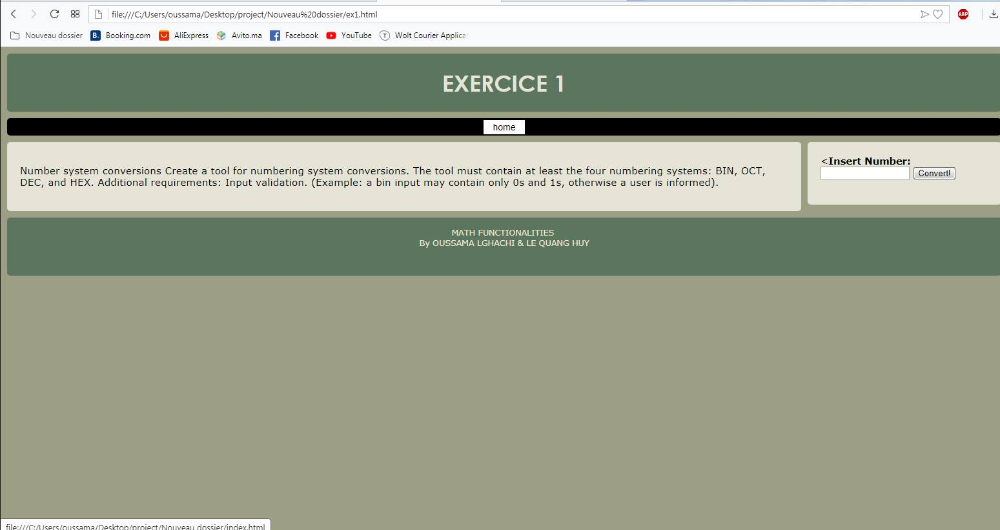 file:///C:/Users/oussama/Desktop/project/Nouveau%20dossier/ex1.html
ABP
Nouveau dossier B. Booking.com AliExpress Avito.ma Facebook YouTube T Wolt Courier Applicat
EXERCICE 1
home
Number system conversions Create a tool for numbering system conversions. The tool must contain at least the four numbering systems: BIN, OCT,
DEC, and HEX. Additional requirements: Input validation. (Example: a bin input may contain only 0s and 1s, otherwise a user is informed).
<Insert Number:
Convert!
MATH FUNCTIONALITIES
By OUSSAMA LGHACHI & LE QUANG HUY
file:///C:/Users/oussama/Desktop/project/Nouveau dossier/index.html